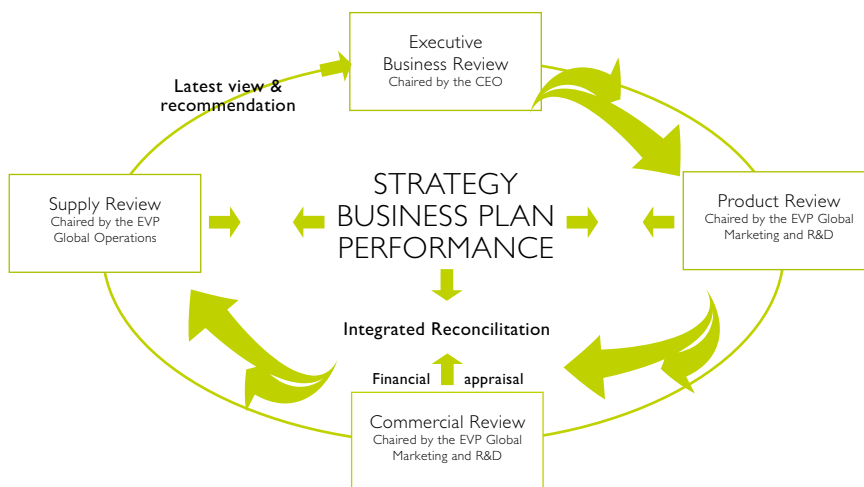 Executive
Business Review
Chaired by the CEO
Latest view &
recommendation
Supply Review
Chaired by the EVP
Global Operations
STRATEGY
BUSINESS PLAN
PERFORMANCE
Product Review
Chaired by the EVP Global
Marketing and R&D
Integrated Reconcilitation
Financial appraisal
Commercial Review
Chaired by the EVP Global
Marketing and R&D